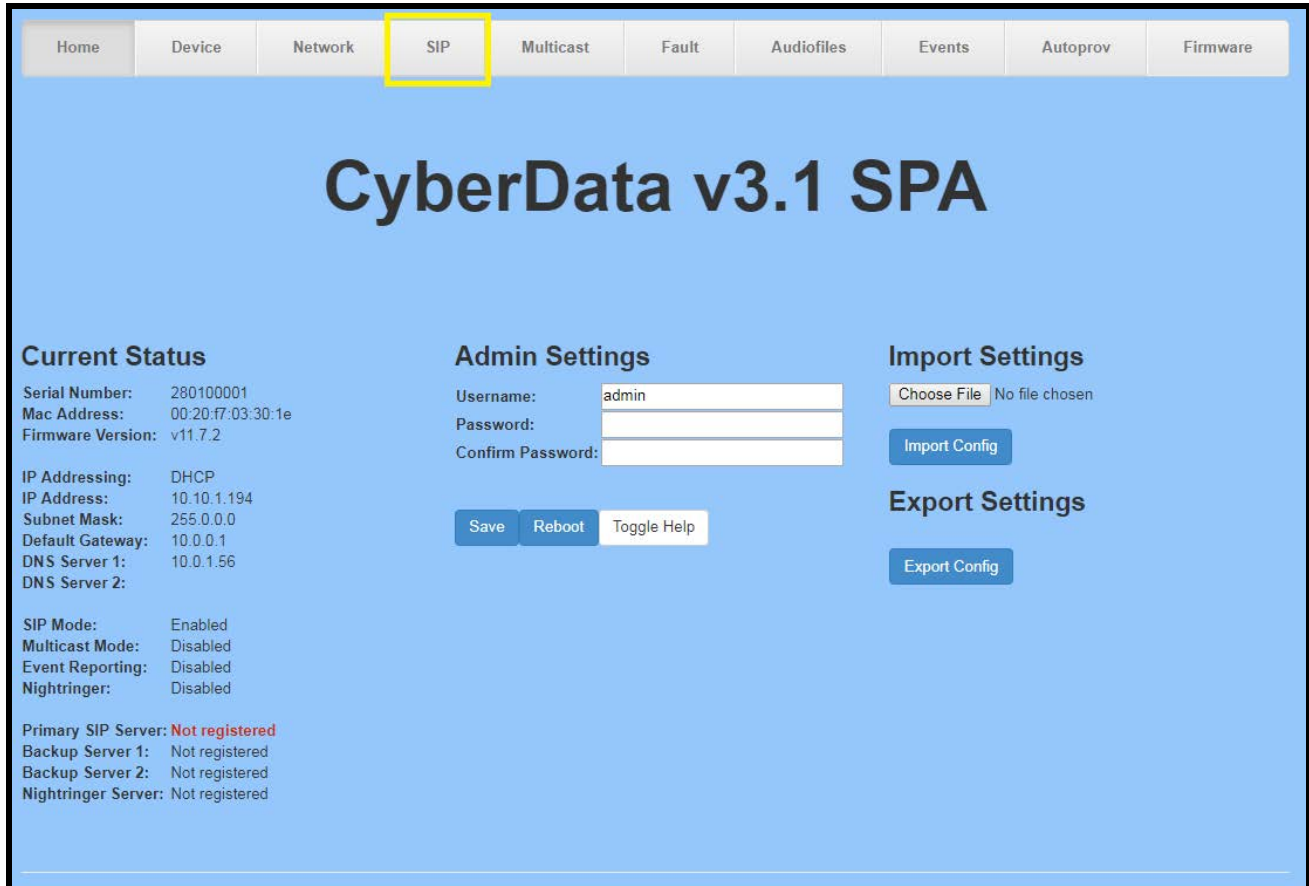 Home Device Network SIP Multicast Fault Audiofiles Events Autoprov Firmware
CyberData v3.1 SPA
Current Status
Serial Number: 280100001
Mac Address: 00:20:f7:03:30:1e
Firmware Version: v11.7.2
IP Addressing: DHCP
IP Address: 10.10.1.194
Subnet Mask: 255.0.0.0
Default Gateway: 10.0.0.1
DNS Server 1: 10.0.1.56
DNS Server 2:
SIP Mode: Enabled
Multicast Mode: Disabled
Event Reporting: Disabled
Nightringer: Disabled
Primary SIP Server: Not registered
Backup Server 1: Not registered
Backup Server 2: Not registered
Nightringer Server: Not registered
Admin Settings
Username: admin
Password:
Confirm Password:
Save Reboot Toggle Help
Import Settings
Choose File No file chosen
Import Config
Export Settings
Export Config